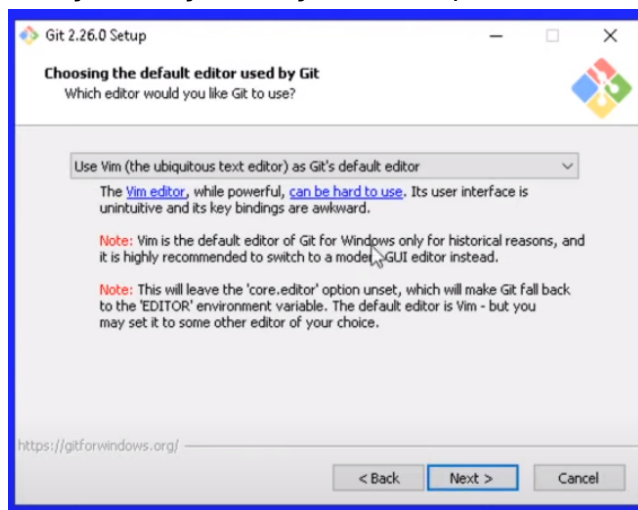 Git 2.26.0 Setup
Choosing the default editor used by Git
Which editor would you like Git to use?
Use Vim (the ubiquitous text editor) as Git's default editor
The Vim editor, while powerful, can be hard to use. Its user interface is
unintuitive and its key bindings are awkward.
Note: Vim is the default editor of Git for Windows only for historical reasons, and
it is highly recommended to switch to a modern GUI editor instead.
Note: This will leave the 'core.editor' option unset, which will make Git fall back
to the 'EDITOR' environment variable. The default editor is Vim - but you
may set it to some other editor of your choice.
https://gitforwindows.org/
< Back
Next >
Cancel